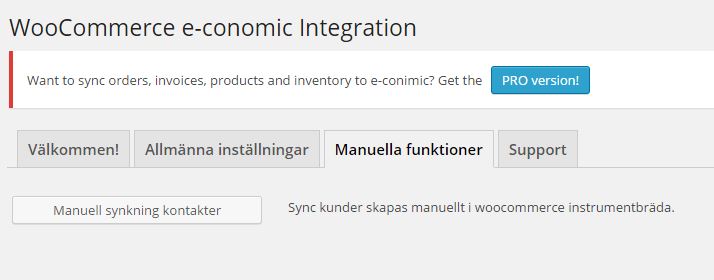 WooCommerce e-conomic Integration
Want to sync orders, invoices, products and inventory to e-conimic? Get the PRO version!
Välkommen! Allmänna inställningar Manuella funktioner Support
Manuell synkning kontakter Sync kunder skapas manuellt i woocommerce instrumentbräda.